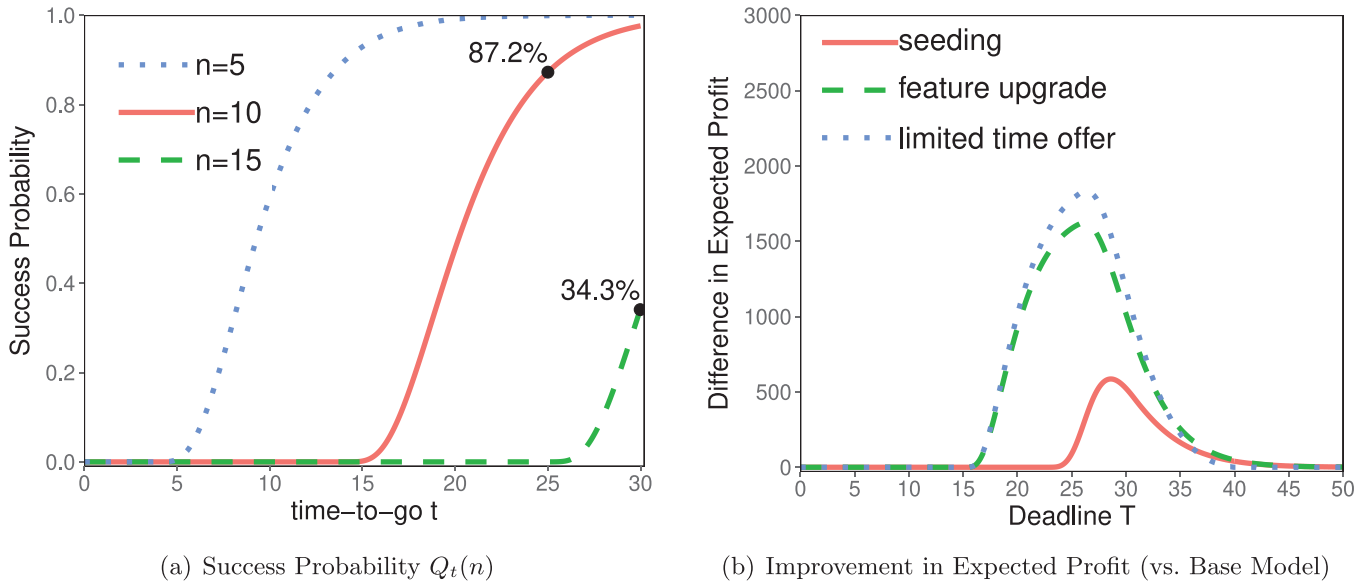 1.0
0.8
0.6
0.4
0.2
0.0
Success Probability
n=5
n=10
n=15
87.2%
34.3%
0 5 10 15 20 25 30
time−to−go t
(a) Success Probability Qₜ(n)
3000
2500
2000
1500
1000
500
0
Difference in Expected Profit
seeding
feature upgrade
limited time offer
0 5 10 15 20 25 30 35 40 45 50
Deadline T
(b) Improvement in Expected Profit (vs. Base Model)